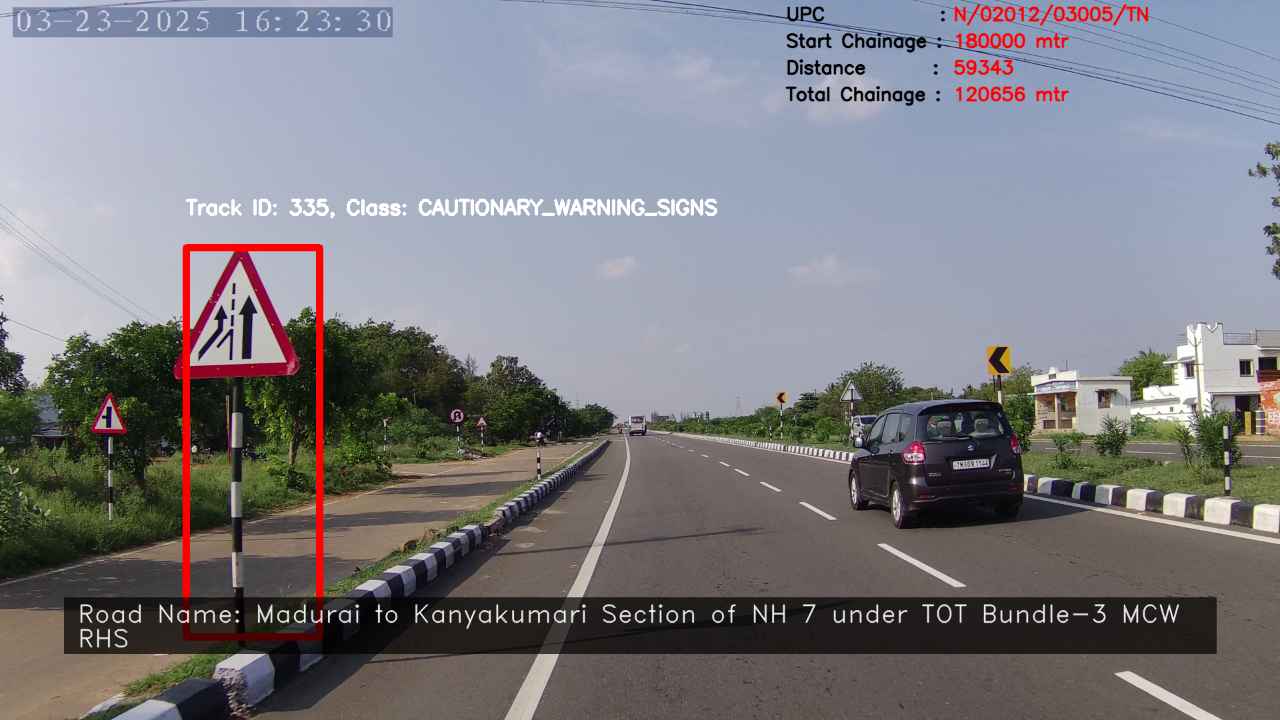 03-23-2025 16:23:30
UPC : N/02012/03005/TN
Start Chainage : 180000 mtr
Distance : 59343
Total Chainage : 120656 mtr
Track ID: 335, Class: CAUTIONARY_WARNING_SIGNS
Road Name: Madurai to Kanyakumari Section of NH 7 under TOT Bundle-3 MCW
RHS